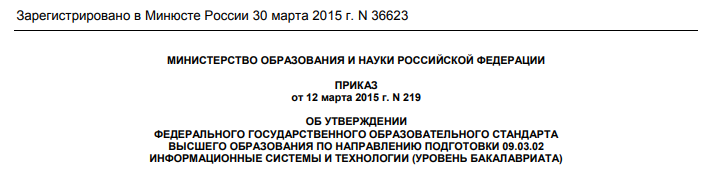 Зарегистрировано в Минюсте России 30 марта 2015 г. N 36623
МИНИСТЕРСТВО ОБРАЗОВАНИЯ И НАУКИ РОССИЙСКОЙ ФЕДЕРАЦИИ
ПРИКАЗ
от 12 марта 2015 г. N 219
ОБ УТВЕРЖДЕНИИ
ФЕДЕРАЛЬНОГО ГОСУДАРСТВЕННОГО ОБРАЗОВАТЕЛЬНОГО СТАНДАРТА
ВЫСШЕГО ОБРАЗОВАНИЯ ПО НАПРАВЛЕНИЮ ПОДГОТОВКИ 09.03.02
ИНФОРМАЦИОННЫЕ СИСТЕМЫ И ТЕХНОЛОГИИ (УРОВЕНЬ БАКАЛАВРИАТА)